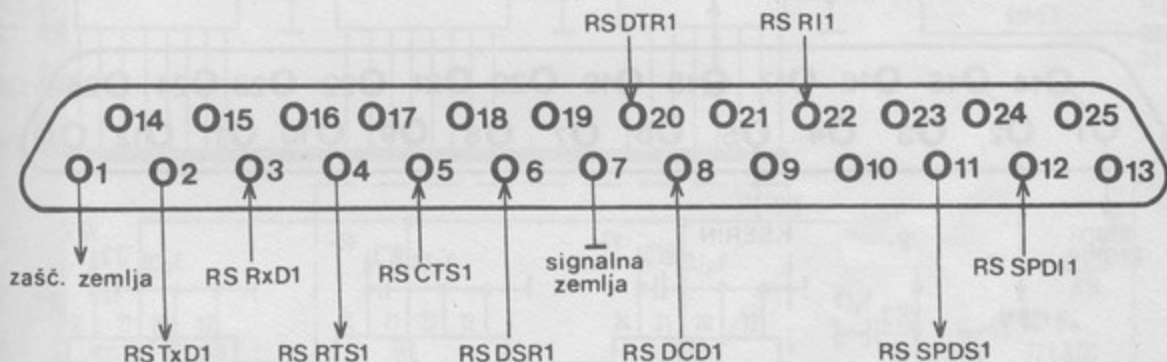 RS DTR1 RS RI1
14 15 16 17 18 19 20 21 22 23 24 25
1 2 3 4 5 6 7 8 9 10 11 12 13
zašč. zemlja RS RxD1 RS CTS1 signalna zemlja RS SPDI1
RS TxD1 RS RTS1 RS DSR1 RS DCD1 RS SPDS1
KSERIN